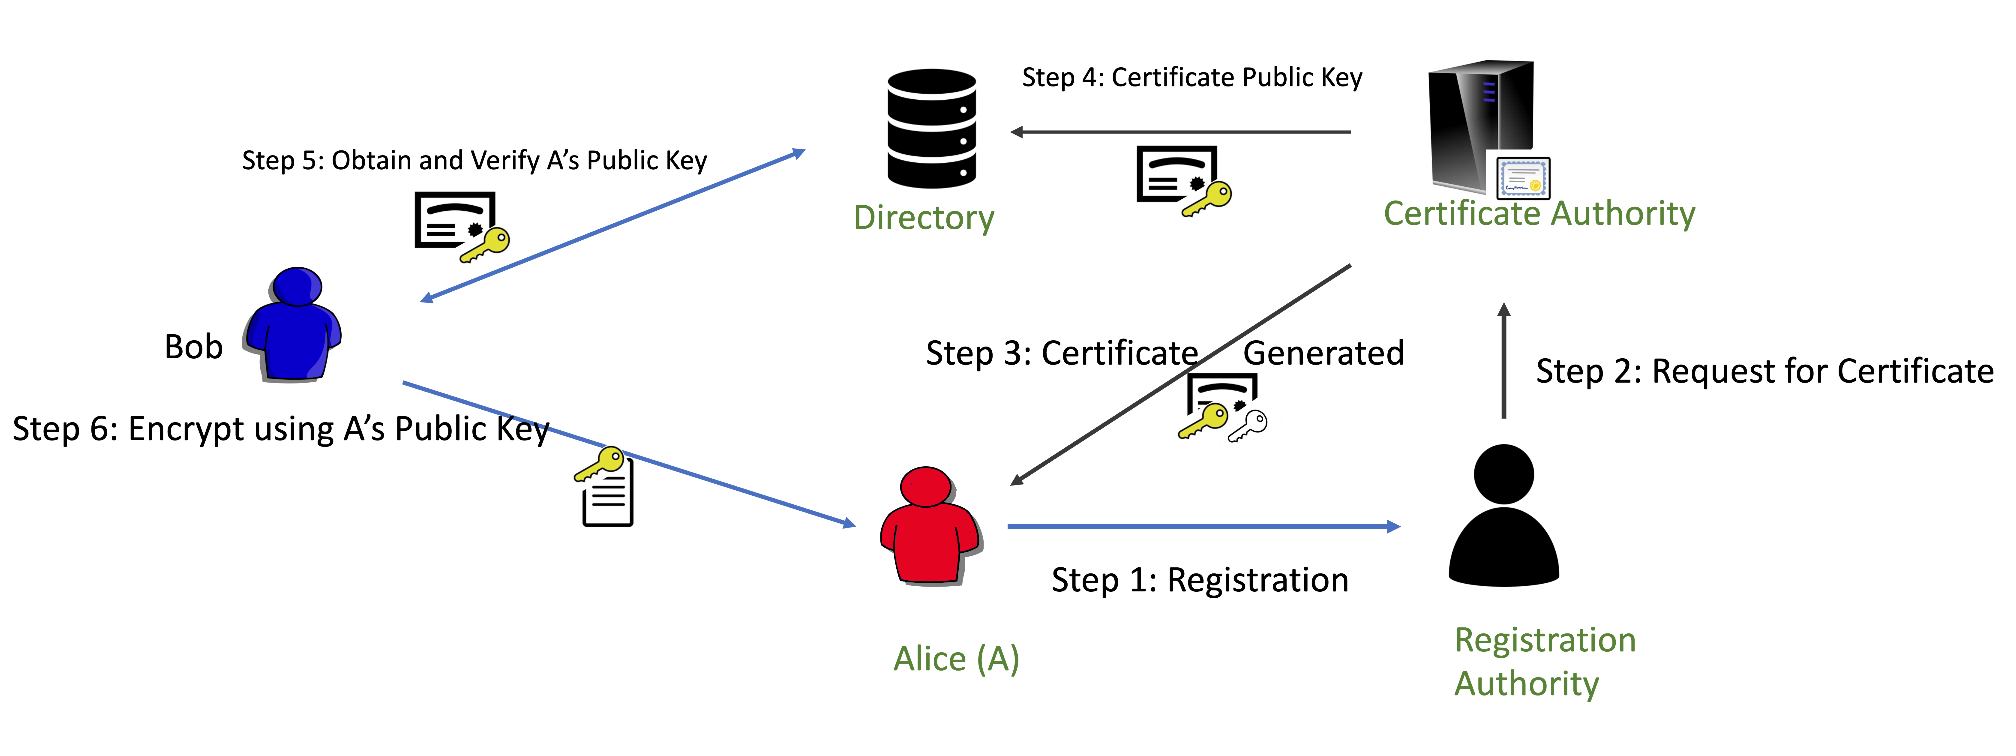 Step 4: Certificate Public Key
Step 5: Obtain and Verify A's Public Key
Directory
Certificate Authority
Bob
Step 3: Certificate Generated
Step 2: Request for Certificate
Step 6: Encrypt using A's Public Key
Step 1: Registration
Alice (A)
Registration
Authority